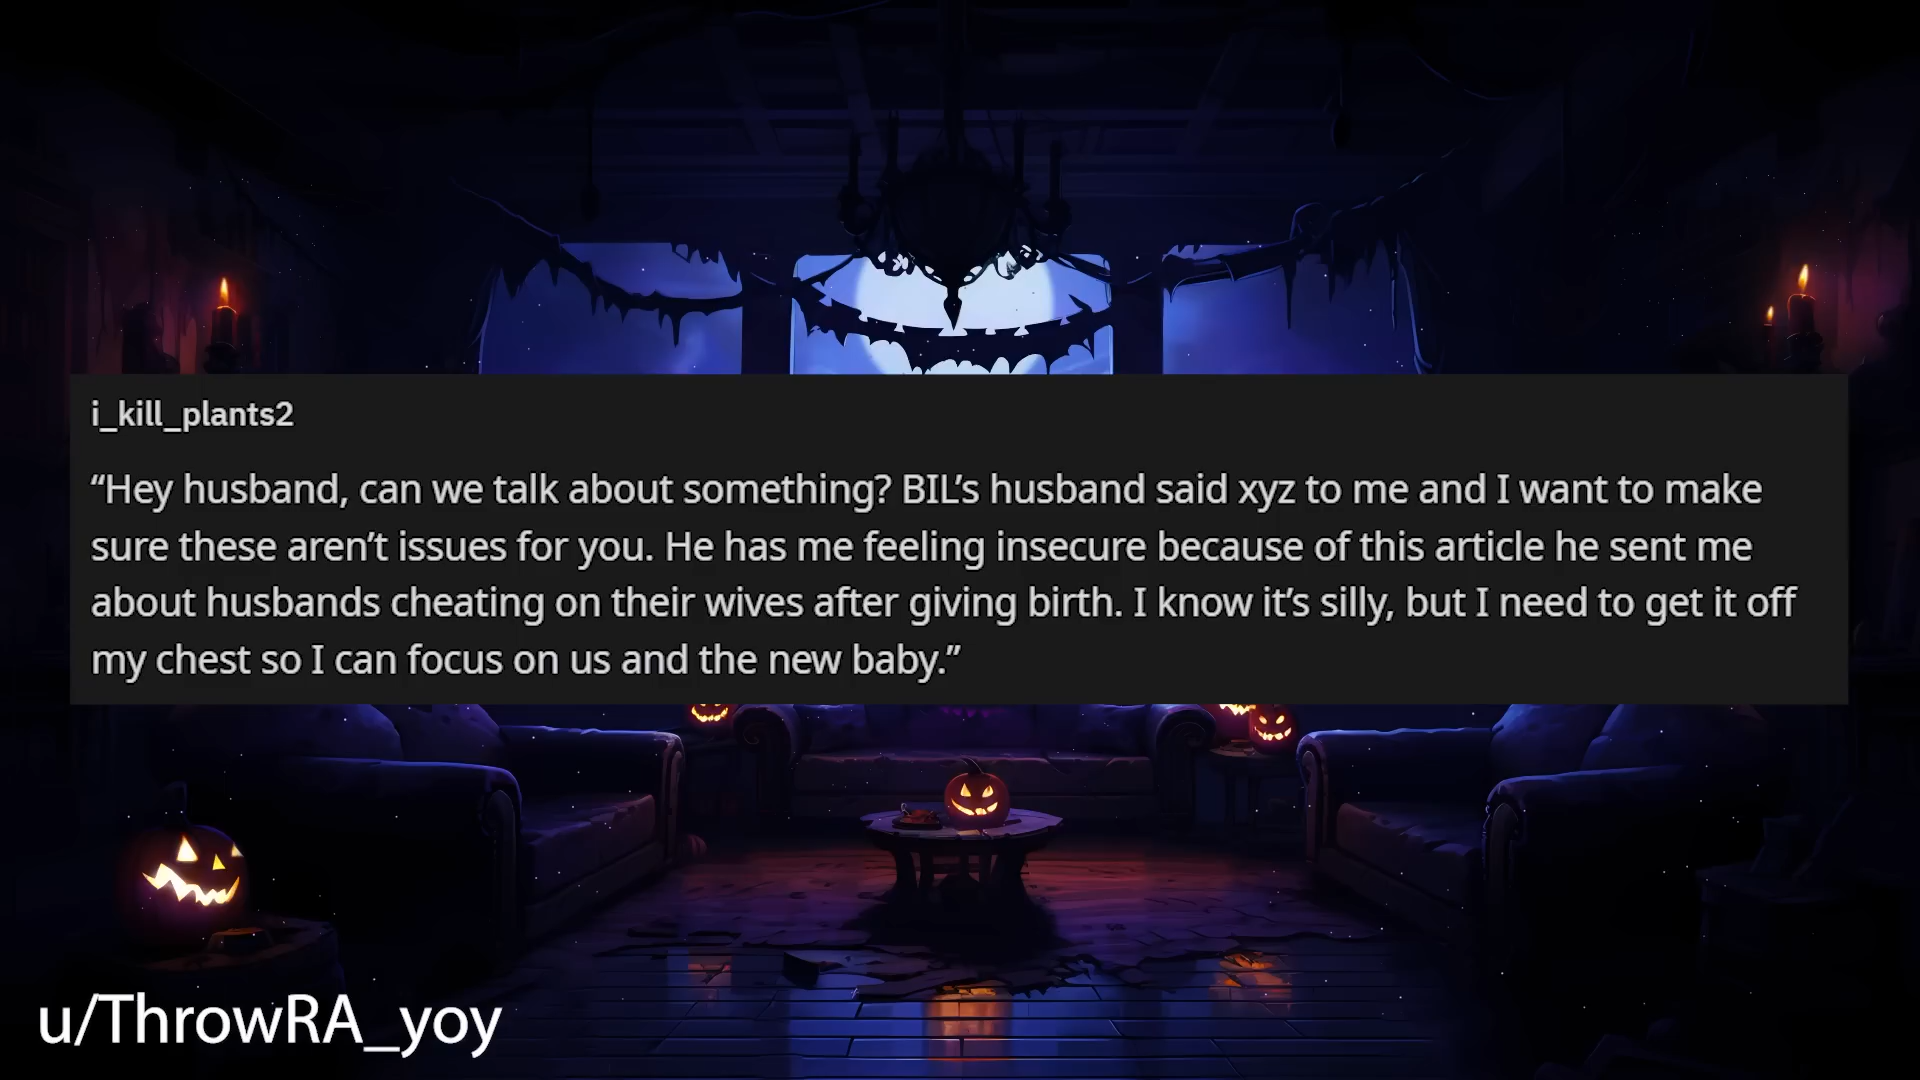 i_kill_plants2
“Hey husband, can we talk about something? BIL’s husband said xyz to me and I want to make
sure these aren’t issues for you. He has me feeling insecure because of this article he sent me
about husbands cheating on their wives after giving birth. I know it’s silly, but I need to get it off
my chest so I can focus on us and the new baby.”
u/ThrowRA_yoy